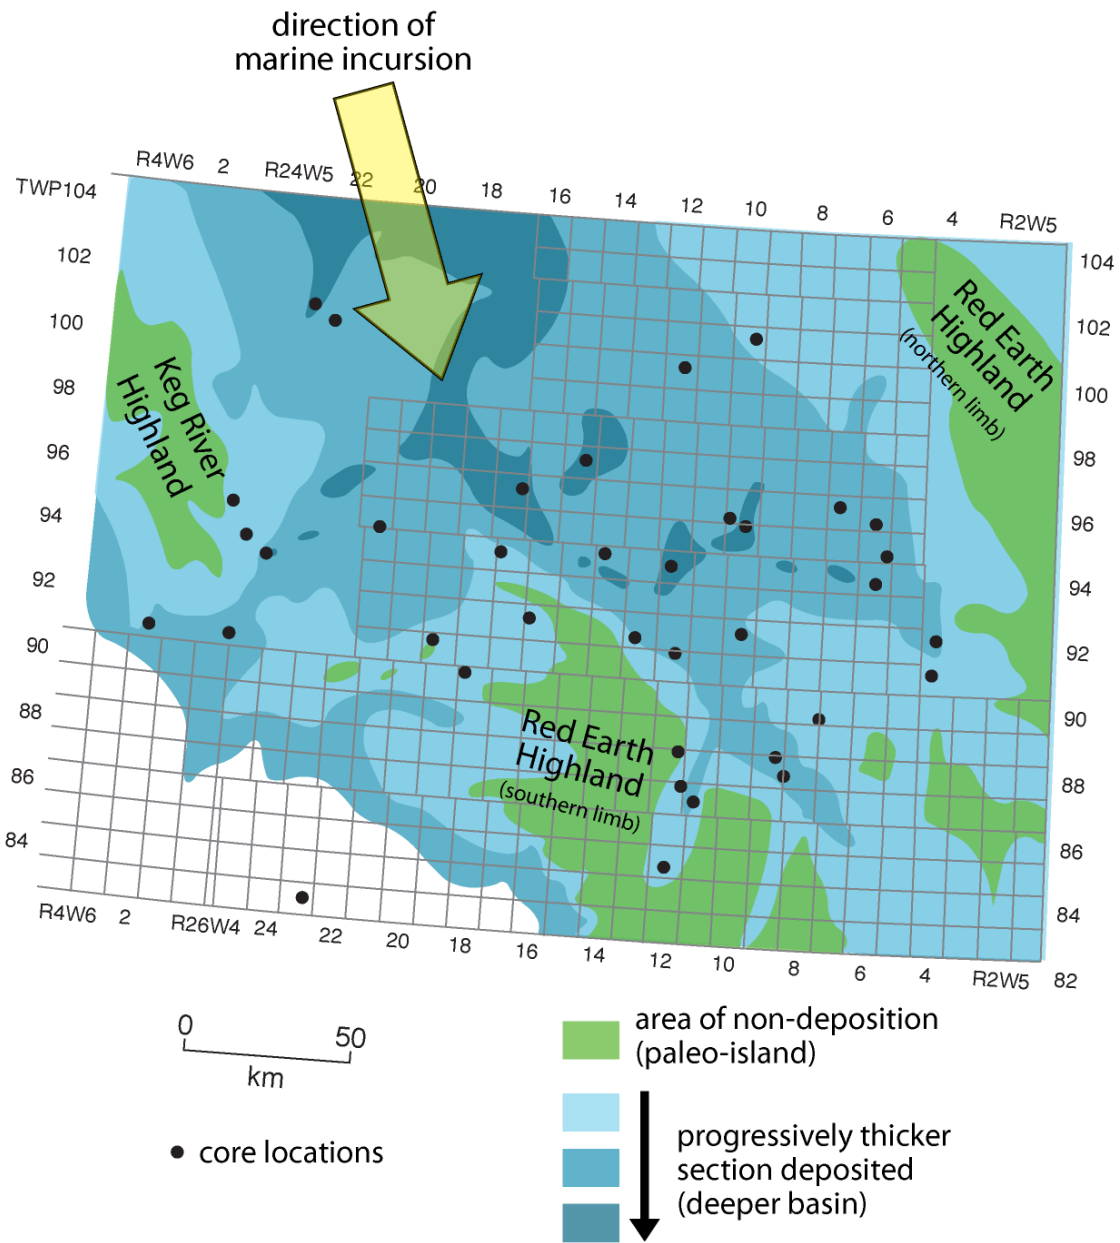 direction of
marine incursion
R4W6 2 R24W5 22 20 18 16 14 12 10 8 6 4 R2W5
TWP104
102
100
98
96
94
92
90
88
86
84
104
102
100
98
96
94
92
90
88
86
84
82
Keg River
Highland
Red Earth
Highland
(northern limb)
Red Earth
Highland
(southern limb)
R4W6 2 R26W4 24 22 20 18 16 14 12 10 8 6 4 R2W5
0 50
km
core locations
area of non-deposition
(paleo-island)
progressively thicker
section deposited
(deeper basin)